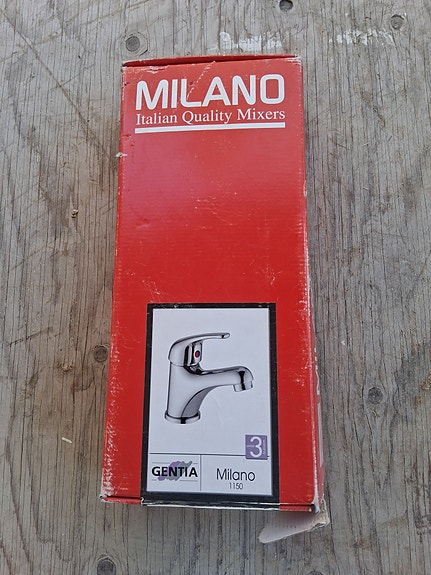 MILANO
Italian Quality Mixers
3
GENTIA
Milano
1150